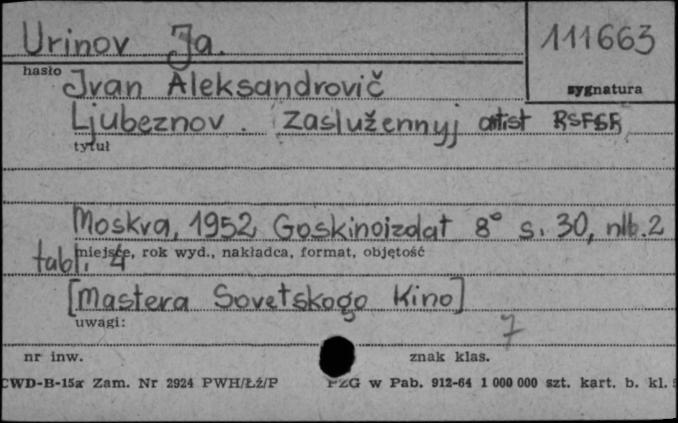 Urinov Ja.
111663
hasło
Ivan Aleksandrovič
sygnatura
Ljubeznov. Zaslužennyj artist RSFSR
tytuł
Moskva, 1952 Goskinoizdat 8° s. 30, nlb. 2
miejsce, rok wyd., nakładca, format, objętość
tabl. 4
[Mastera Sovetskogo Kino]
uwagi:
7
nr inw.
znak klas.
CWD-B-15a Zam. Nr 2924 PWH/Łź/P PZG w Pab. 912-64 1 000 000 szt. kart. b. kl.